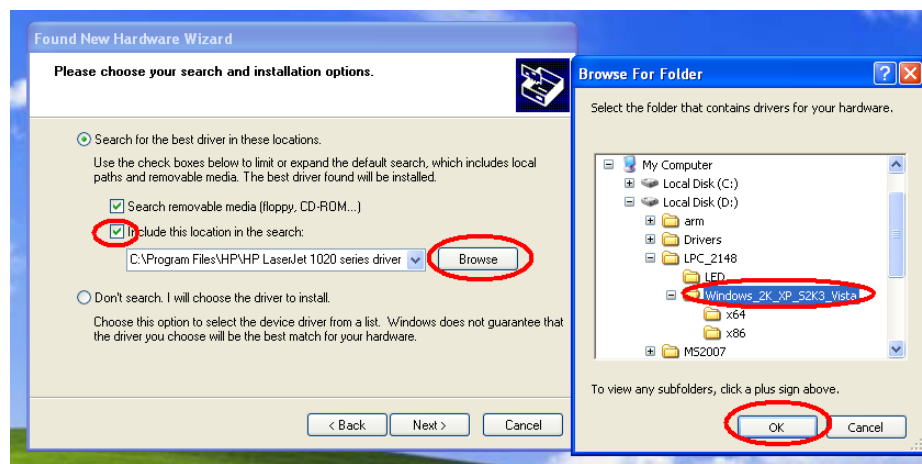 Found New Hardware Wizard
Please choose your search and installation options.
Search for the best driver in these locations.
Use the check boxes below to limit or expand the default search, which includes local
paths and removable media. The best driver found will be installed.
Search removable media (floppy, CD-ROM...)
Include this location in the search:
C:\Program Files\HP\HP LaserJet 1020 series driver
Browse
Don't search. I will choose the driver to install.
Choose this option to select the device driver from a list. Windows does not guarantee that
the driver you choose will be the best match for your hardware.
< Back
Next >
Cancel
Browse For Folder
Select the folder that contains drivers for your hardware.
My Computer
Local Disk (C:)
Local Disk (D:)
arm
Drivers
LPC_2148
LED
Windows_2K_XP_S2K3_Vista
x64
x86
MS2007
To view any subfolders, click a plus sign above.
OK
Cancel